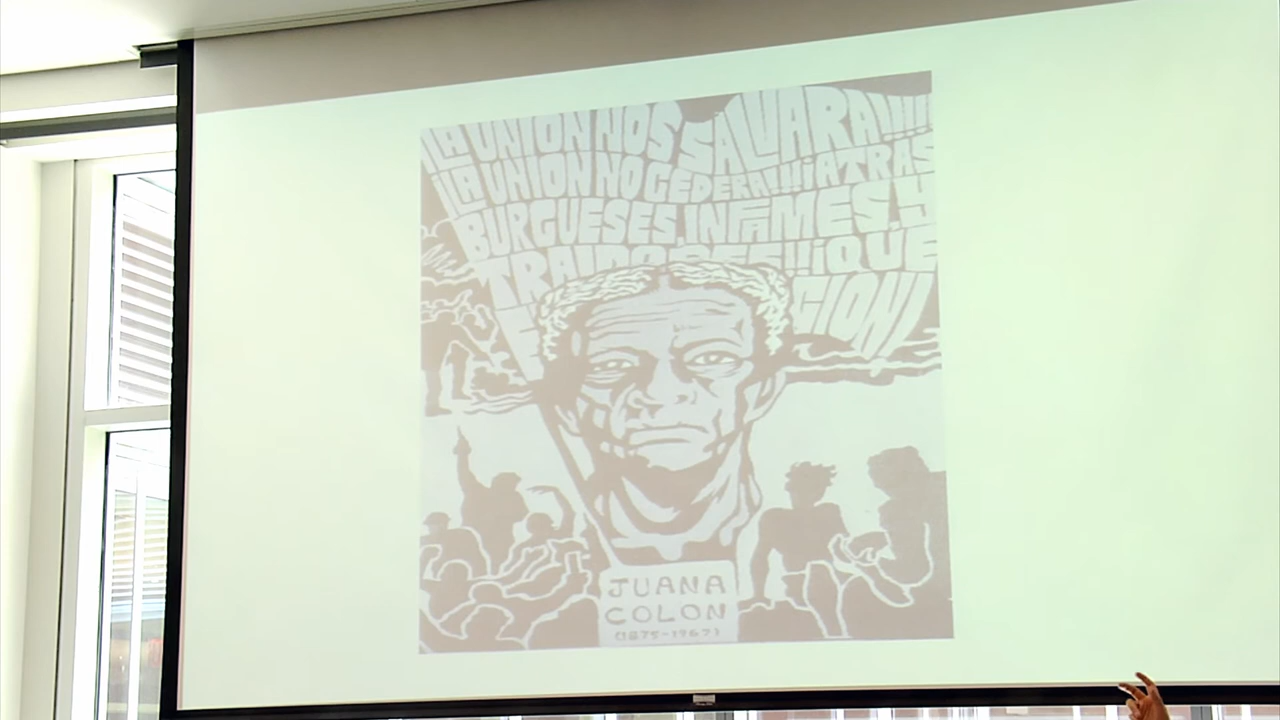 ¡LA UNION NOS SALVARA!!!!
¡LA UNION NO CEDERA!!!!¡ATRAS
BURGUESES, INFAMES, Y
TRAIDORES!!!¡QUE
CION!
JUANA
COLON
(1875-1967)